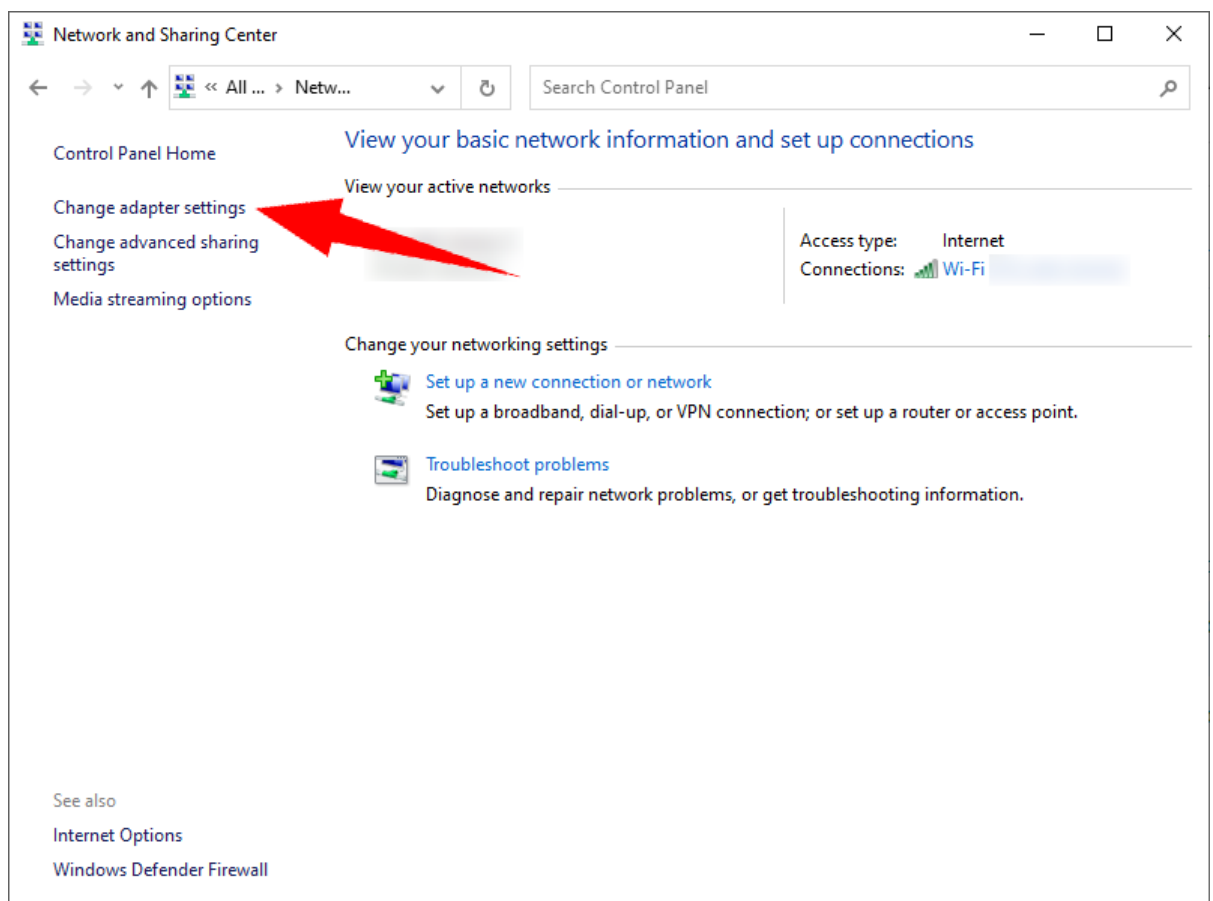 Network and Sharing Center
« All ... › Netw...
Search Control Panel
Control Panel Home
Change adapter settings
Change advanced sharing
settings
Media streaming options
View your basic network information and set up connections
View your active networks
Access type: Internet
Connections: Wi-Fi
Change your networking settings
Set up a new connection or network
Set up a broadband, dial-up, or VPN connection; or set up a router or access point.
Troubleshoot problems
Diagnose and repair network problems, or get troubleshooting information.
See also
Internet Options
Windows Defender Firewall